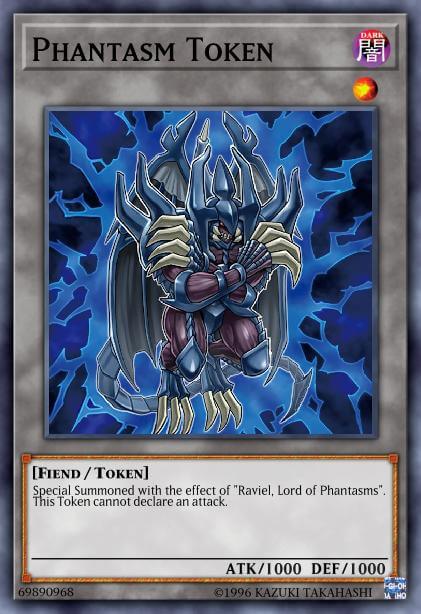 PHANTASM TOKEN
DARK
闇
[FIEND / TOKEN]
Special Summoned with the effect of "Raviel, Lord of Phantasms".
This Token cannot declare an attack.
ATK/1000 DEF/1000
69890968
©1996 KAZUKI TAKAHASHI